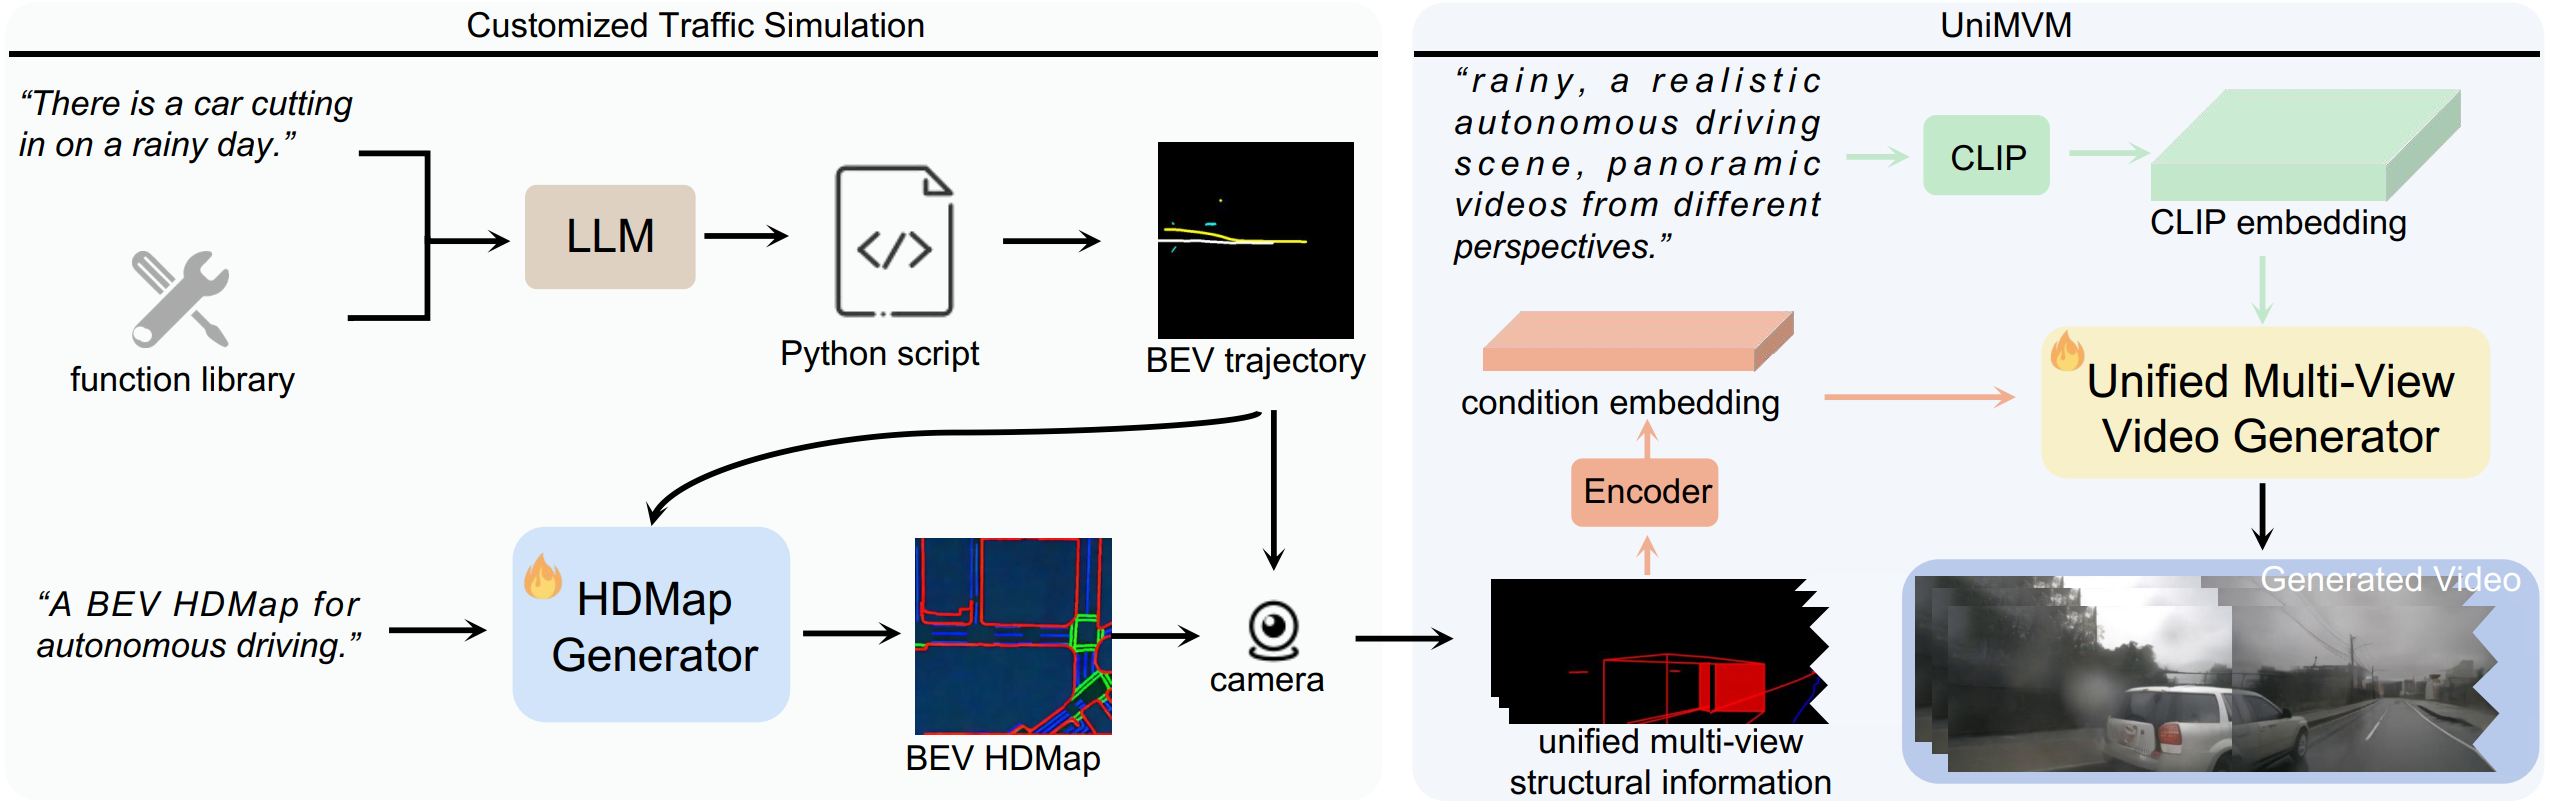 Customized Traffic Simulation
“There is a car cutting
in on a rainy day.”
function library
LLM
</>
Python script
BEV trajectory
“A BEV HDMap for
autonomous driving.”
HDMap
Generator
BEV HDMap
camera
UniMVM
“rainy, a realistic
autonomous driving
scene, panoramic
videos from different
perspectives.”
CLIP
CLIP embedding
condition embedding
Encoder
unified multi-view
structural information
Unified Multi-View
Video Generator
Generated Video